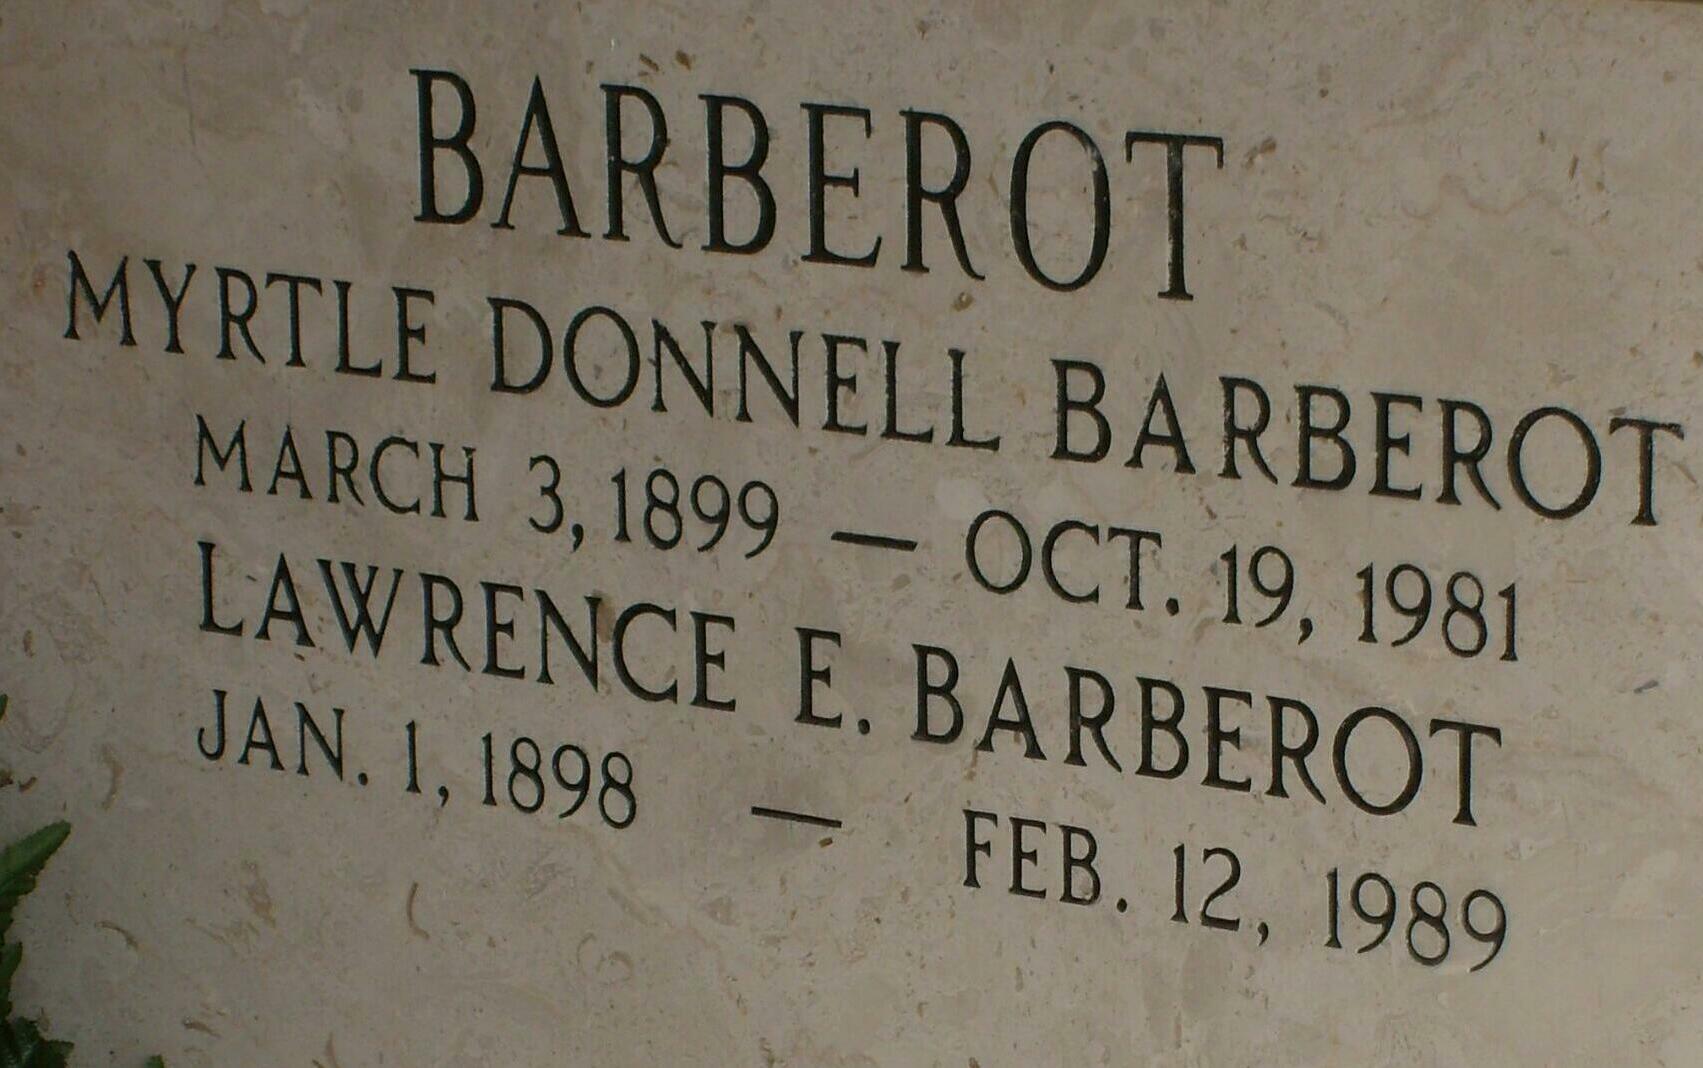 BARBEROT
MYRTLE DONNELL BARBEROT
MARCH 3, 1899 — OCT. 19, 1981
LAWRENCE E. BARBEROT
JAN. 1, 1898 — FEB. 12, 1989